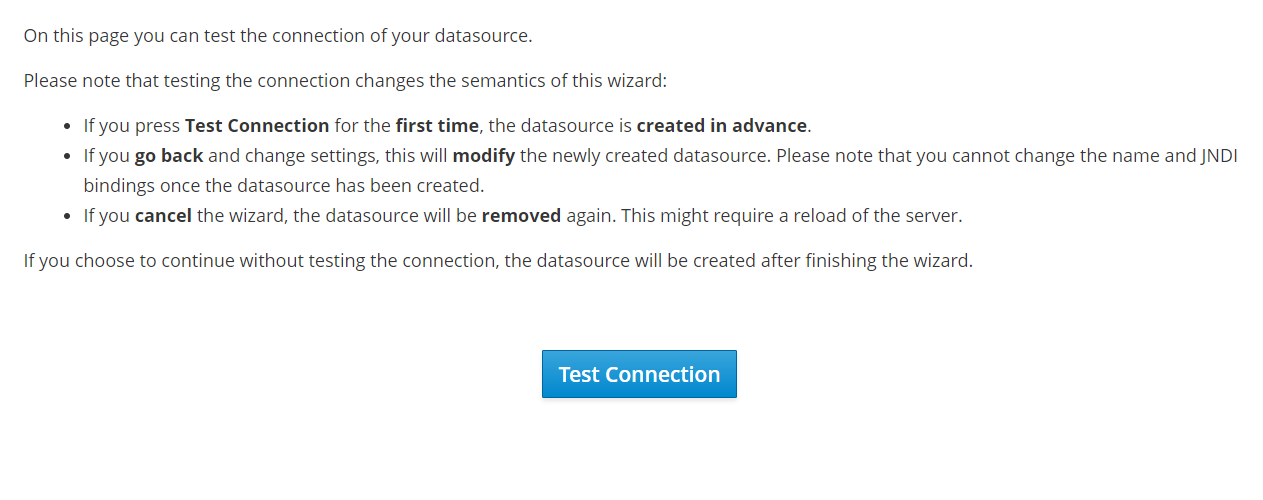 On this page you can test the connection of your datasource.
Please note that testing the connection changes the semantics of this wizard:
If you press Test Connection for the first time, the datasource is created in advance.
If you go back and change settings, this will modify the newly created datasource. Please note that you cannot change the name and JNDI
bindings once the datasource has been created.
If you cancel the wizard, the datasource will be removed again. This might require a reload of the server.
If you choose to continue without testing the connection, the datasource will be created after finishing the wizard.
Test Connection